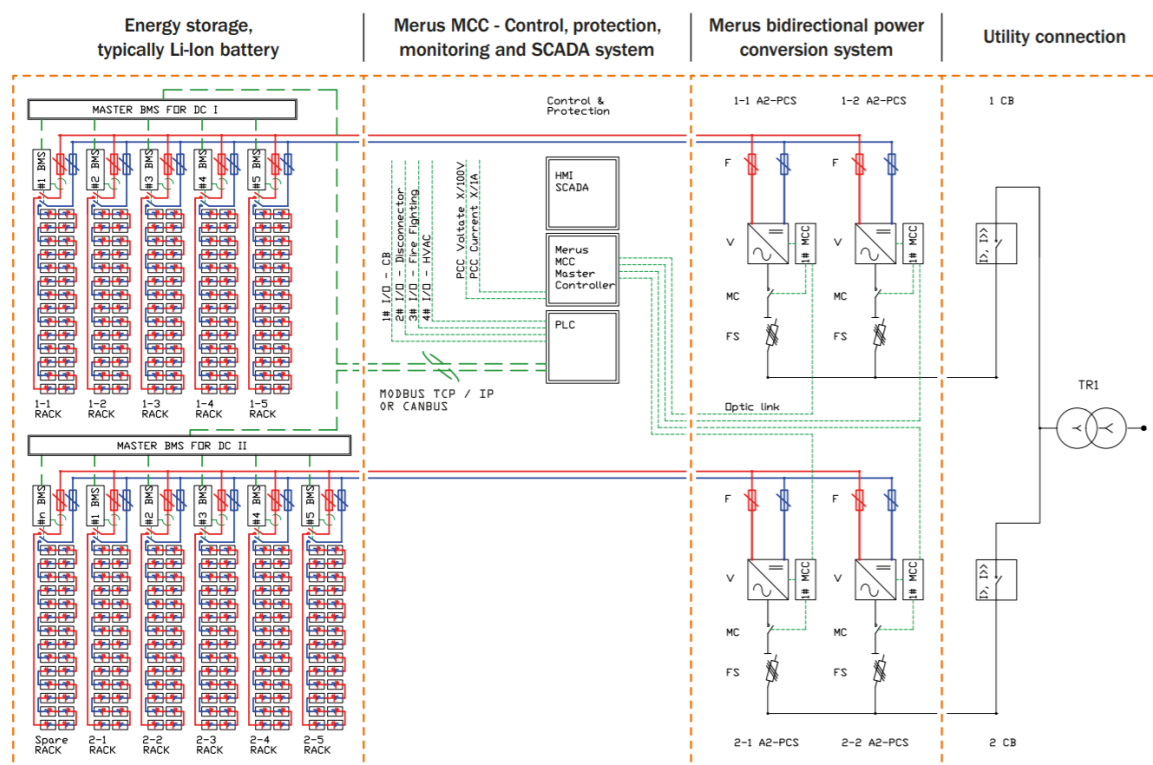 Energy storage,
typically Li-Ion battery
Merus MCC - Control, protection,
monitoring and SCADA system
Merus bidirectional power
conversion system
Utility connection
MASTER BMS FOR DC I
#1 BMS
#2 BMS
#3 BMS
#4 BMS
#5 BMS
1-1
RACK
1-2
RACK
1-3
RACK
1-4
RACK
1-5
RACK
MASTER BMS FOR DC II
#n BMS
#1 BMS
#2 BMS
#3 BMS
#4 BMS
#5 BMS
Spare
RACK
2-1
RACK
2-2
RACK
2-3
RACK
2-4
RACK
2-5
RACK
Control &
Protection
1# I/O - CB
2# I/O - Disconnector
3# I/O - Fire Fighting
4# I/O - HVAC
PCC Voltate X/100V
PCC Current X/1A
HMI
SCADA
Merus
MCC
Master
Controller
PLC
MODBUS TCP / IP
OR CANBUS
Optic link
1-1 A2-PCS
1-2 A2-PCS
F
F
V
1# MCC
V
1# MCC
MC
MC
FS
FS
F
F
V
1# MCC
V
1# MCC
MC
MC
FS
FS
2-1 A2-PCS
2-2 A2-PCS
1 CB
I>, I>>
TR1
I>, I>>
2 CB